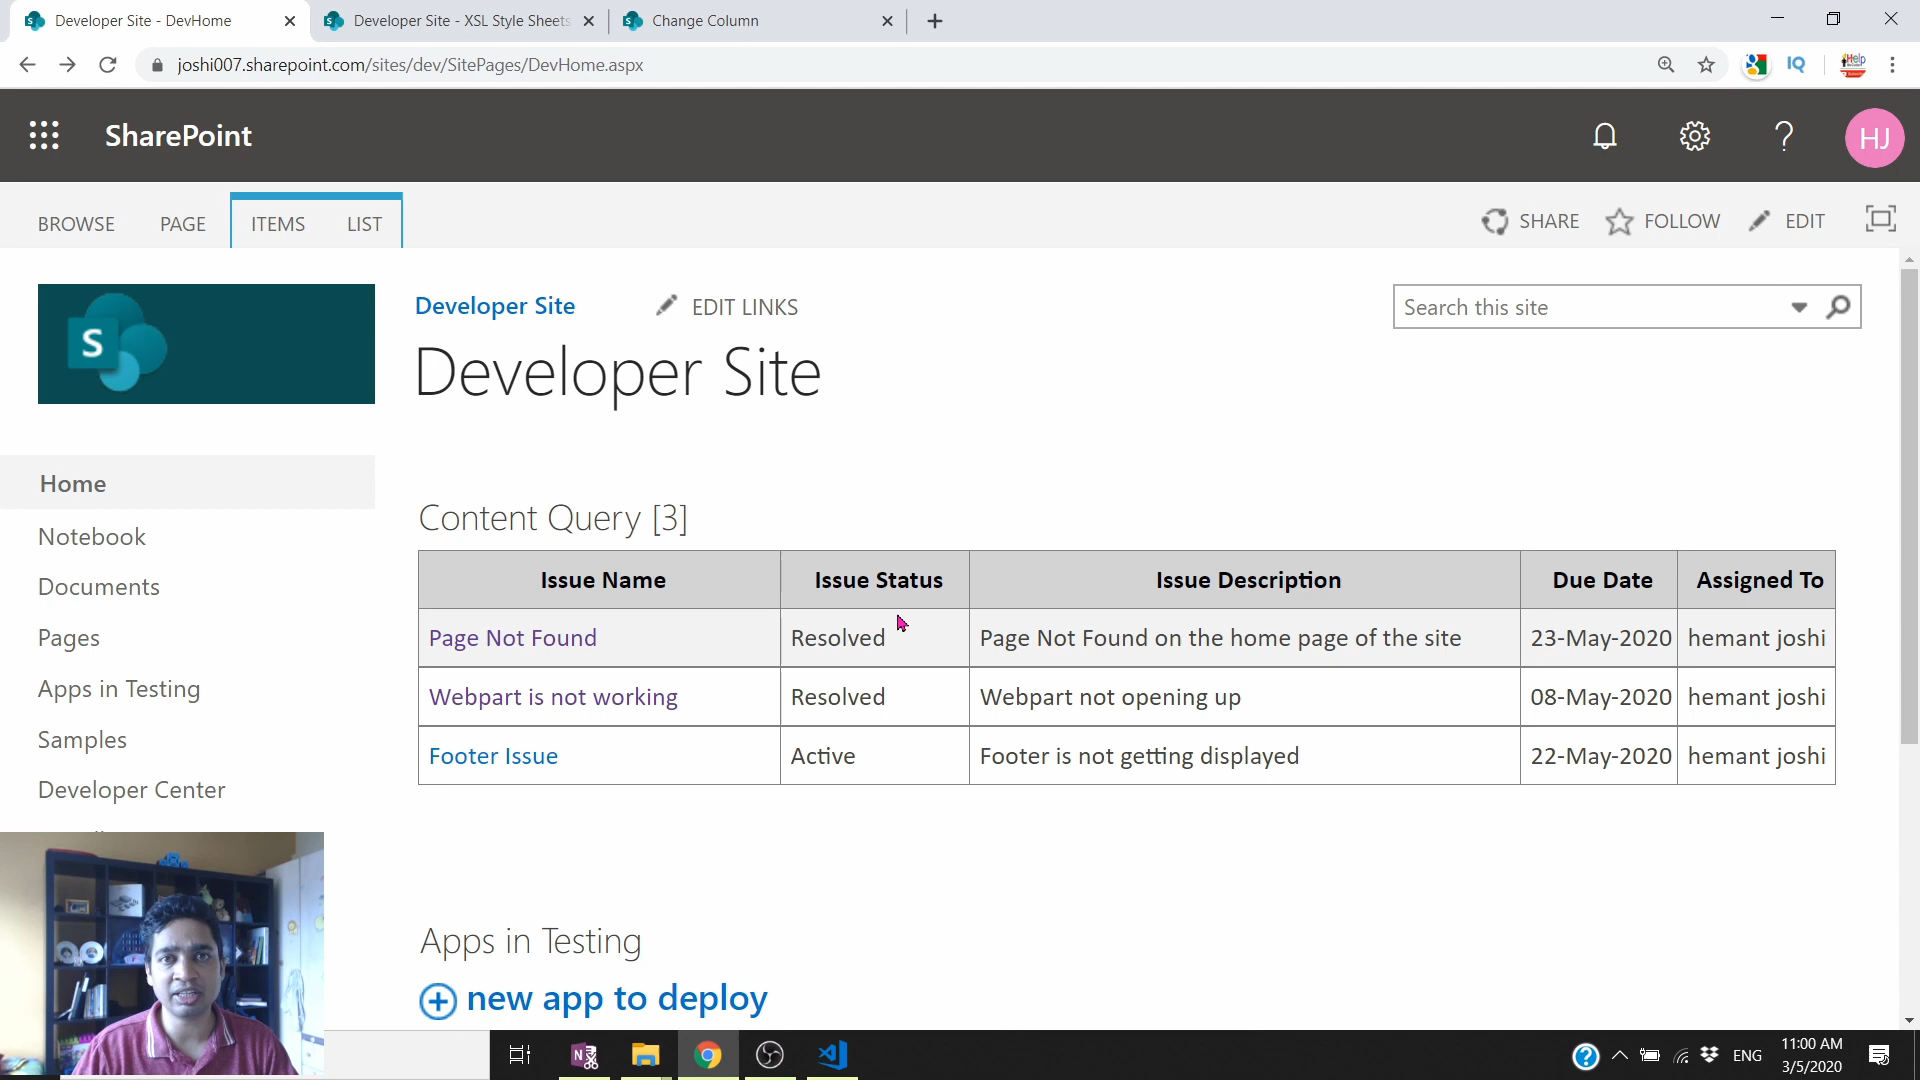 Developer Site - DevHome
Developer Site - XSL Style Sheets
Change Column
joshi007.sharepoint.com/sites/dev/SitePages/DevHome.aspx
IQ
SharePoint
HJ
BROWSE PAGE ITEMS LIST
SHARE FOLLOW EDIT
S
Developer Site
EDIT LINKS
Search this site
Developer Site
Home
Notebook
Documents
Pages
Apps in Testing
Samples
Developer Center
Content Query [3]
Issue Name Issue Status Issue Description Due Date Assigned To
Page Not Found Resolved Page Not Found on the home page of the site 23-May-2020 hemant joshi
Webpart is not working Resolved Webpart not opening up 08-May-2020 hemant joshi
Footer Issue Active Footer is not getting displayed 22-May-2020 hemant joshi
Apps in Testing
new app to deploy
ENG
11:00 AM
3/5/2020